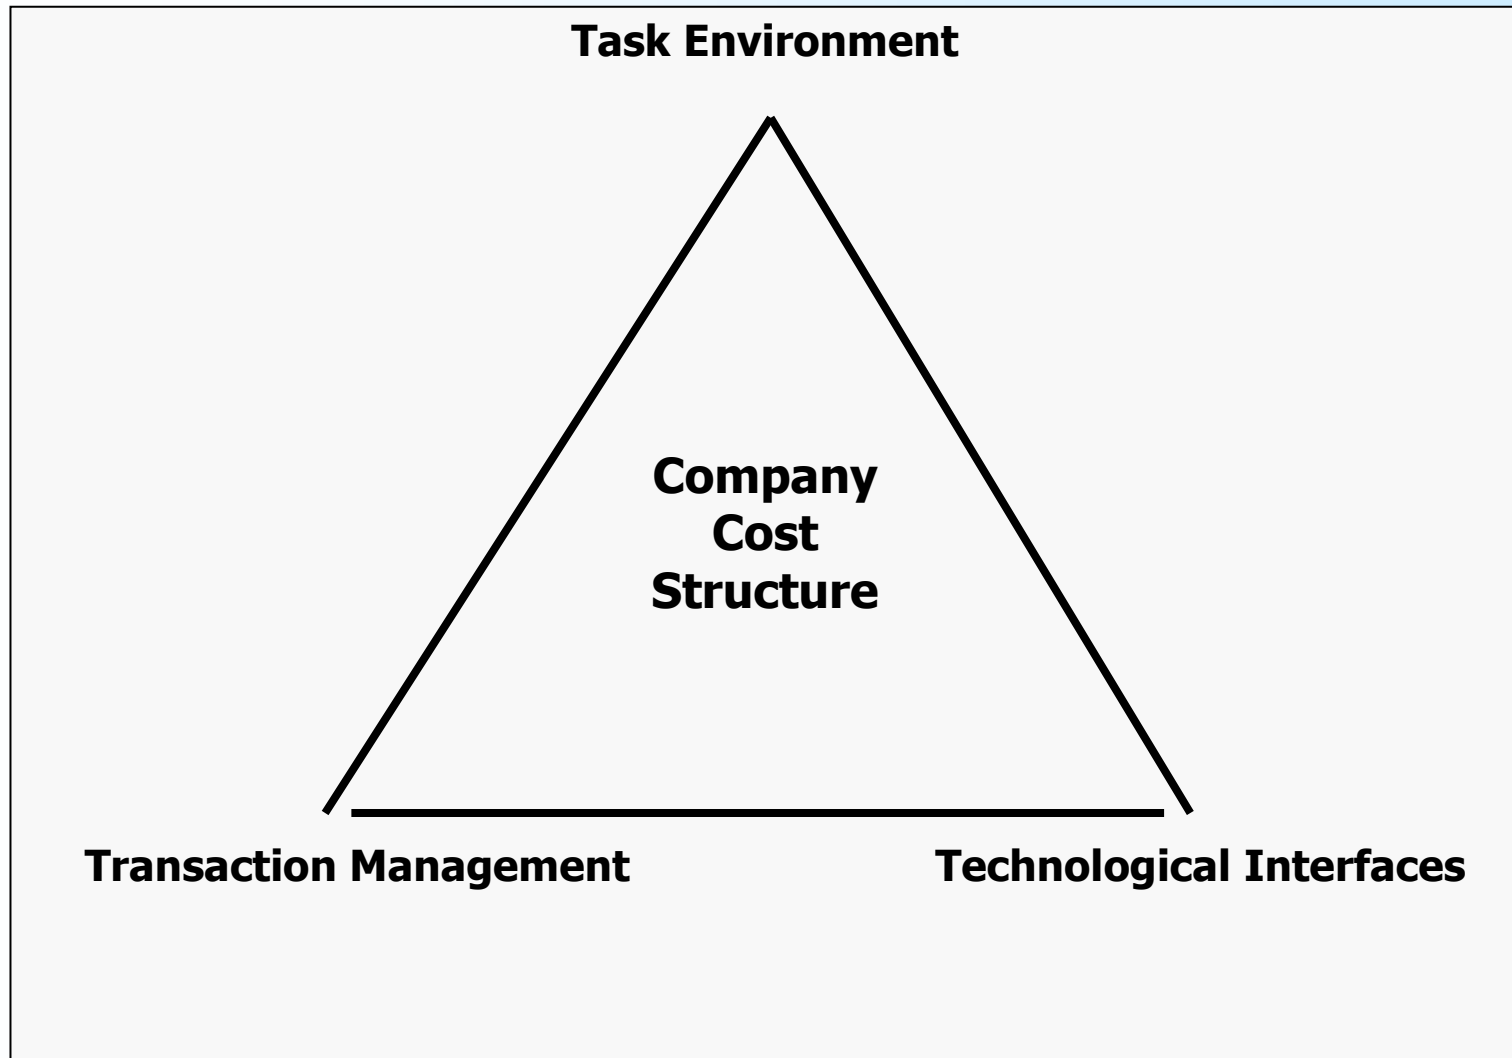 Task Environment
Company
Cost
Structure
Transaction Management
Technological Interfaces